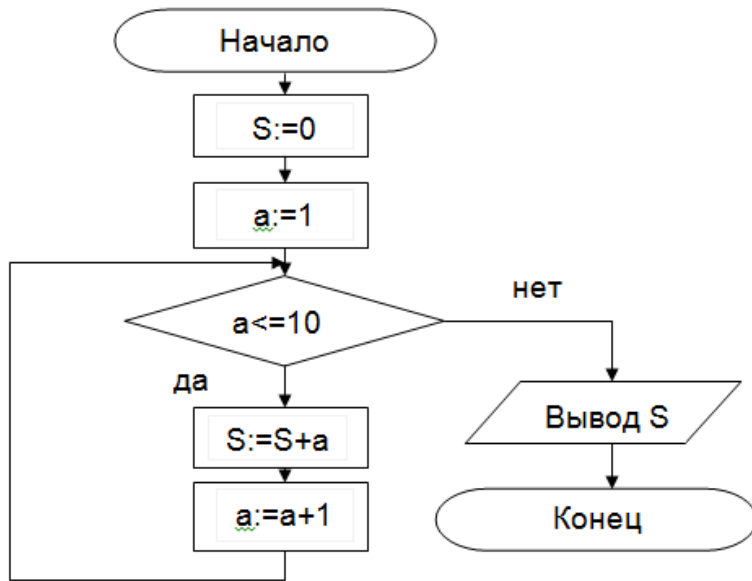 Начало
S:=0
a:=1
a<=10
нет
да
S:=S+a
Вывод S
a:=a+1
Конец